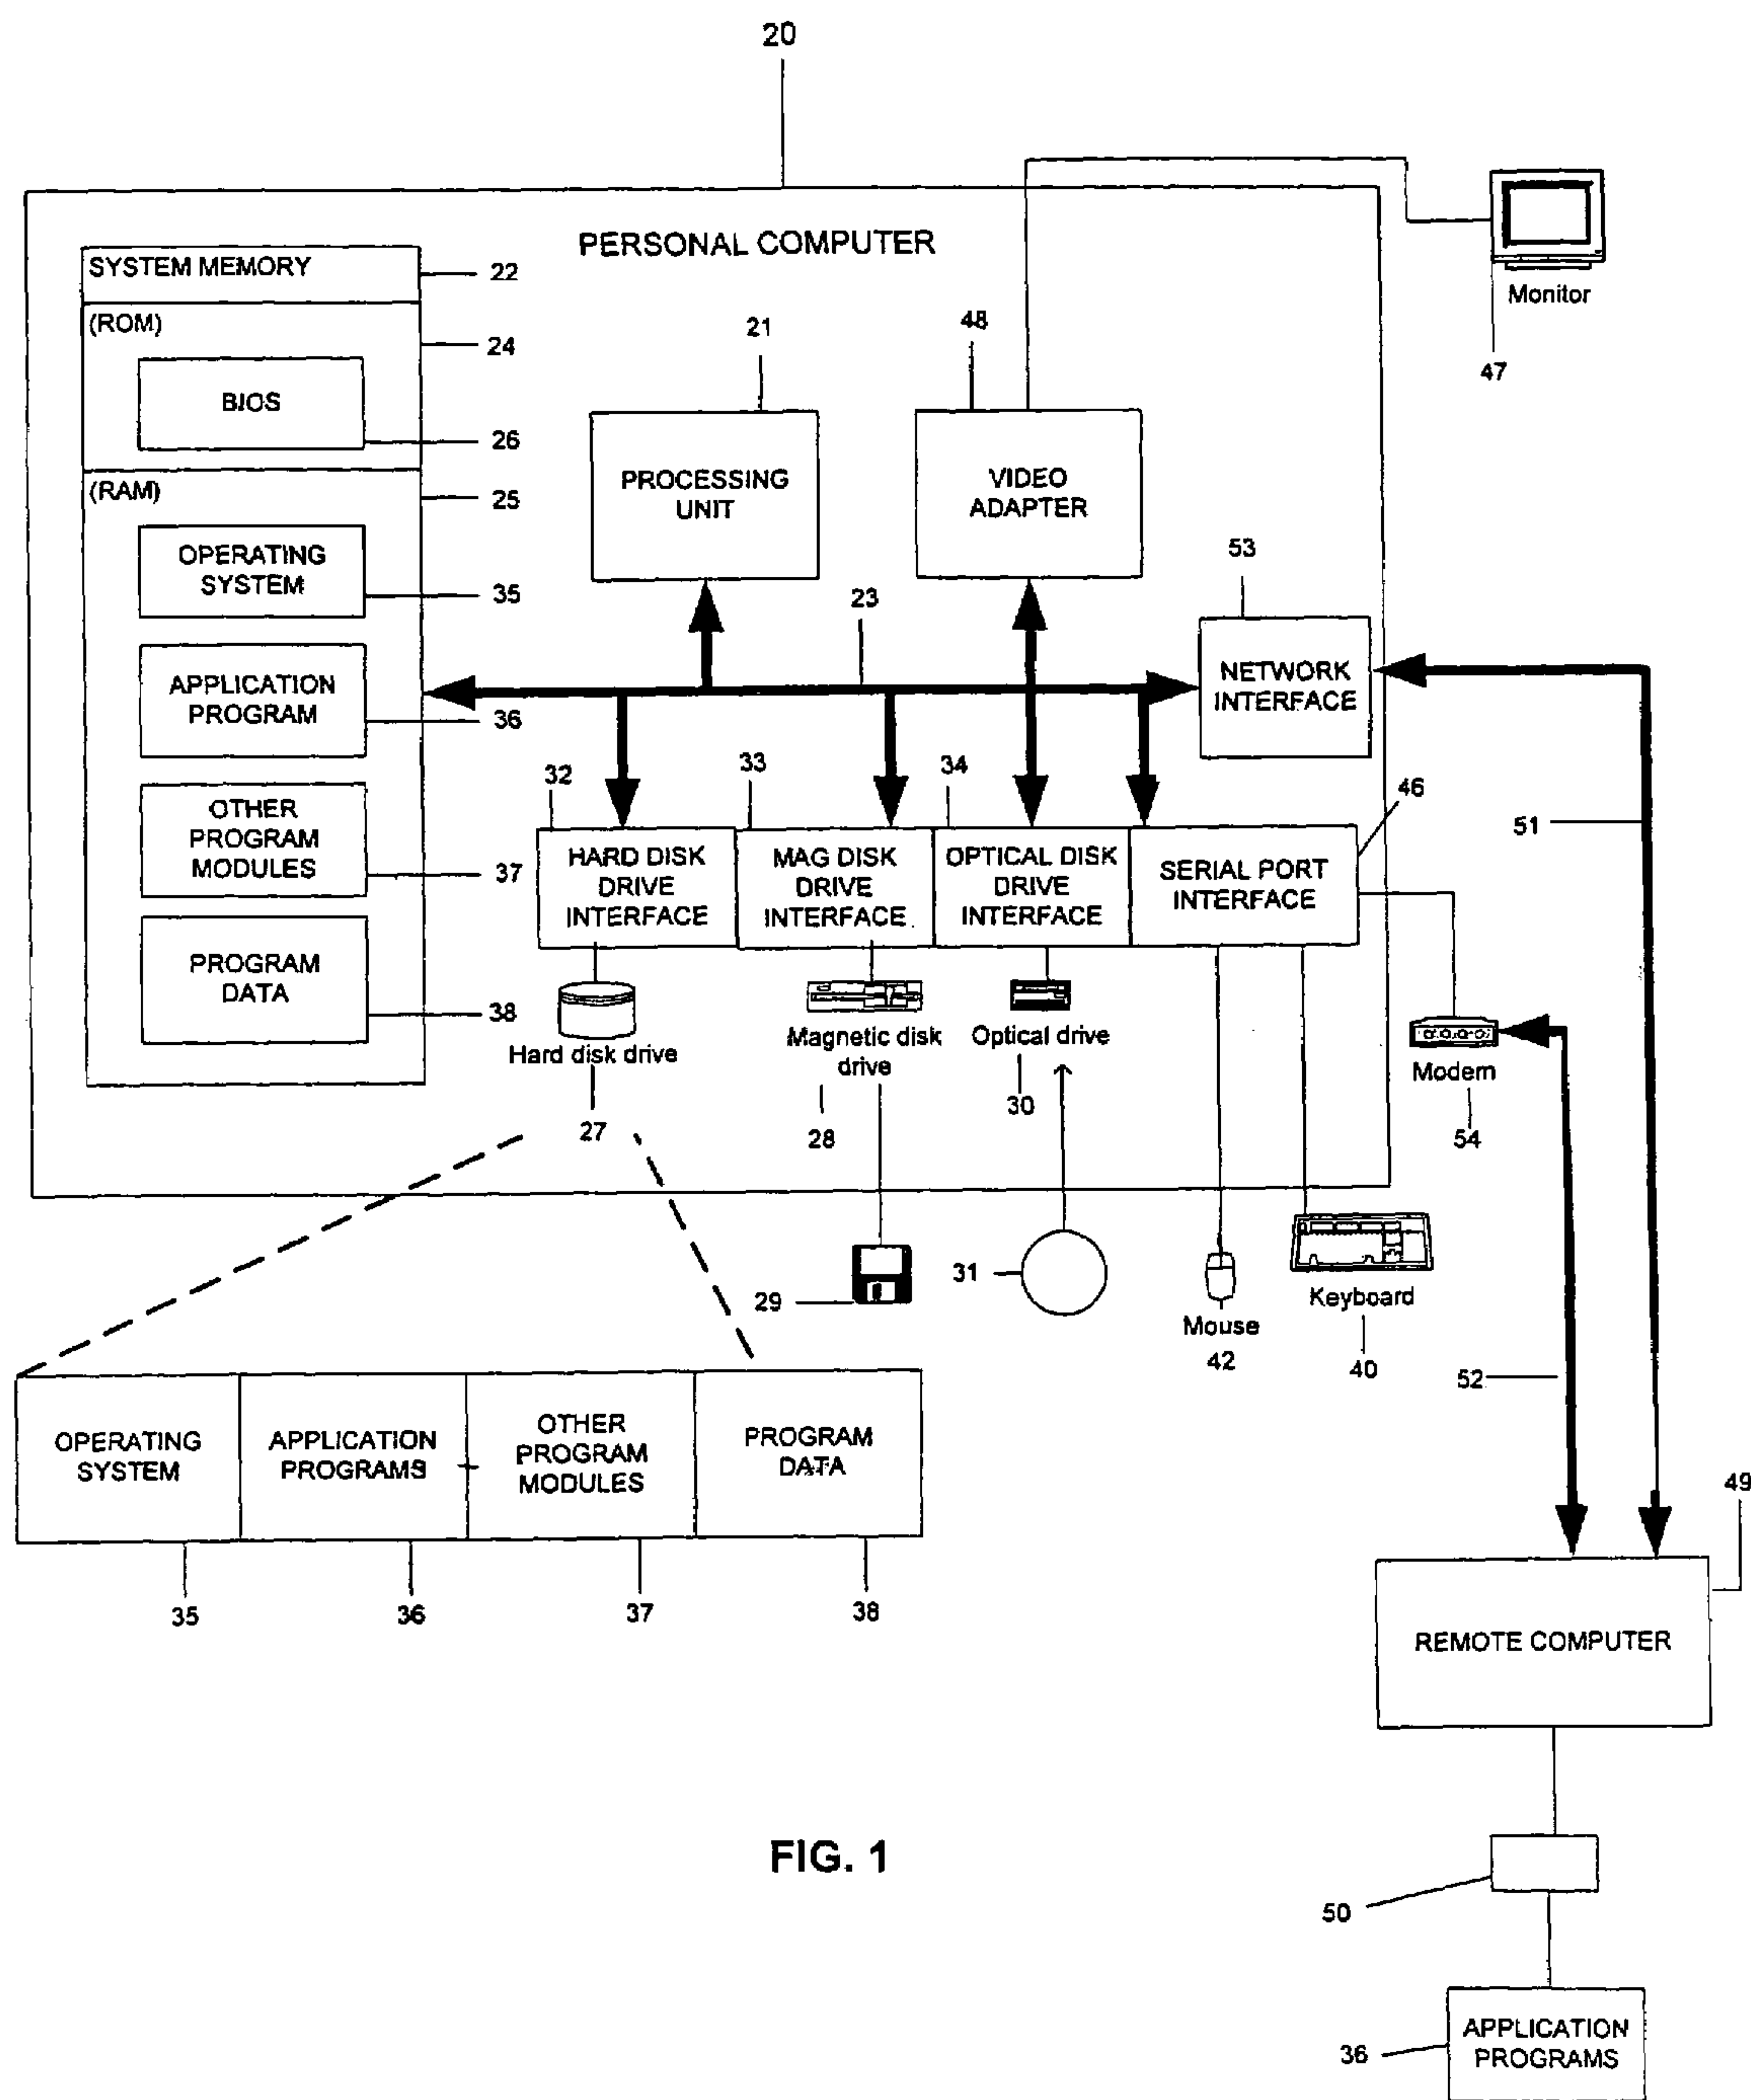 20
PERSONAL COMPUTER
SYSTEM MEMORY
22
(ROM)
24
BIOS
26
(RAM)
25
OPERATING
SYSTEM
35
APPLICATION
PROGRAM
36
OTHER
PROGRAM
MODULES
37
PROGRAM
DATA
38
21
PROCESSING
UNIT
48
VIDEO
ADAPTER
Monitor
47
23
53
NETWORK
INTERFACE
32
HARD DISK
DRIVE
INTERFACE
33
MAG DISK
DRIVE
INTERFACE
34
OPTICAL DISK
DRIVE
INTERFACE
46
SERIAL PORT
INTERFACE
51
Hard disk drive
27
Magnetic disk
drive
28
Optical drive
30
Modem
54
29
31
Mouse
42
Keyboard
40
52
OPERATING
SYSTEM
35
APPLICATION
PROGRAMS
36
OTHER
PROGRAM
MODULES
37
PROGRAM
DATA
38
49
REMOTE COMPUTER
50
36
APPLICATION
PROGRAMS
FIG. 1